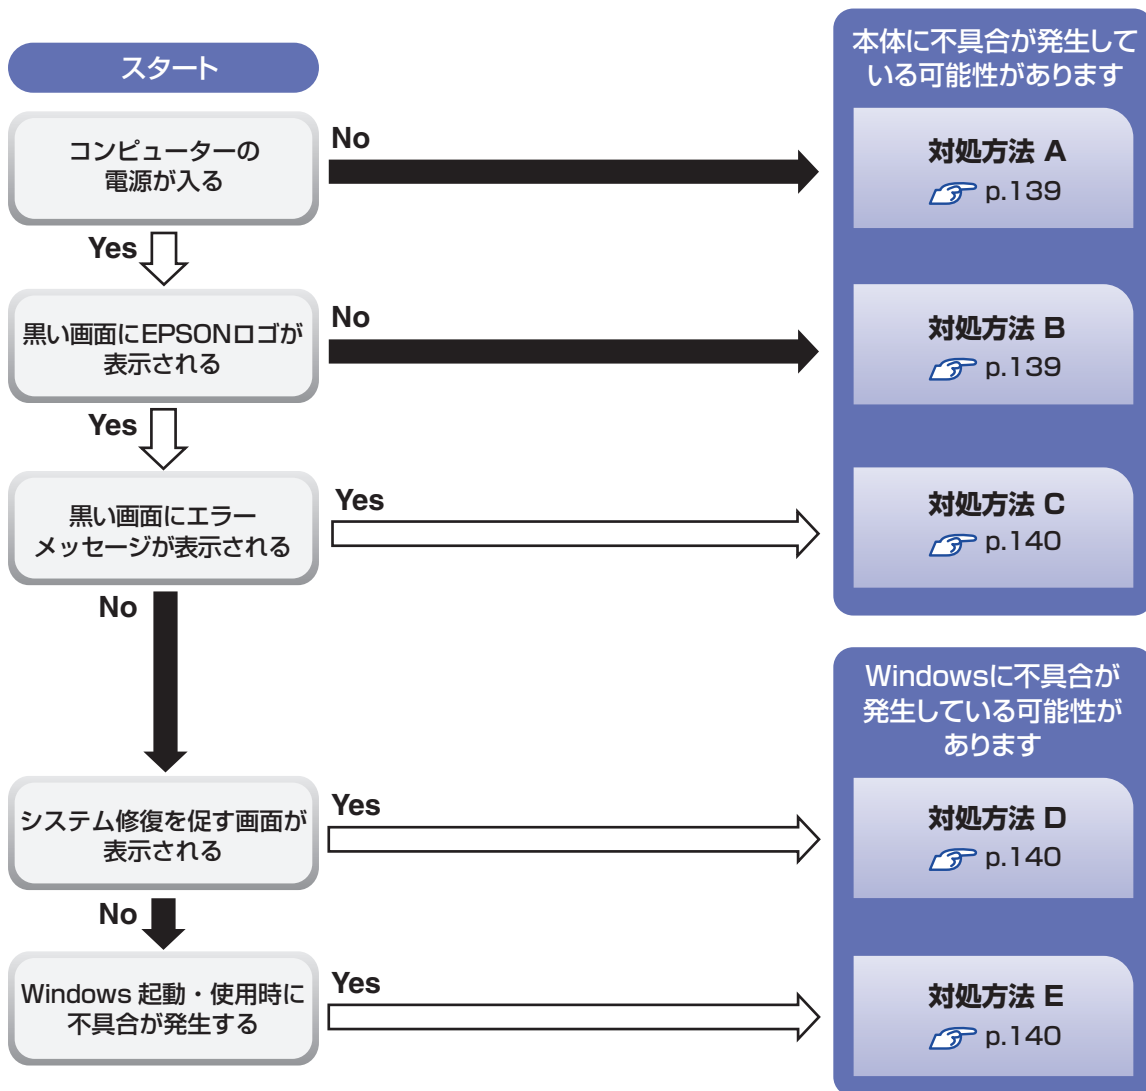 スタート
本体に不具合が発生して
いる可能性があります
コンピューターの
電源が入る
No
対処方法 A
p.139
Yes
黒い画面にEPSONロゴが
表示される
No
対処方法 B
p.139
Yes
黒い画面にエラー
メッセージが表示される
Yes
対処方法 C
p.140
No
Windowsに不具合が
発生している可能性が
あります
システム修復を促す画面が
表示される
Yes
対処方法 D
p.140
No
Windows 起動・使用時に
不具合が発生する
Yes
対処方法 E
p.140